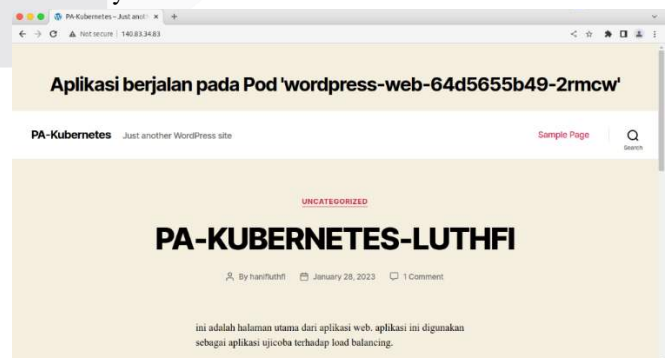 PA-Kubernetes – Just anoth
Not secure | 140.83.34.83
Aplikasi berjalan pada Pod 'wordpress-web-64d5655b49-2rmcw'
PA-Kubernetes Just another WordPress site Sample Page
Search
UNCATEGORIZED
PA-KUBERNETES-LUTHFI
By hanifluthfi January 28, 2023 1 Comment
ini adalah halaman utama dari aplikasi web. aplikasi ini digunakan
sebagai aplikasi ujicoba terhadap load balancing.